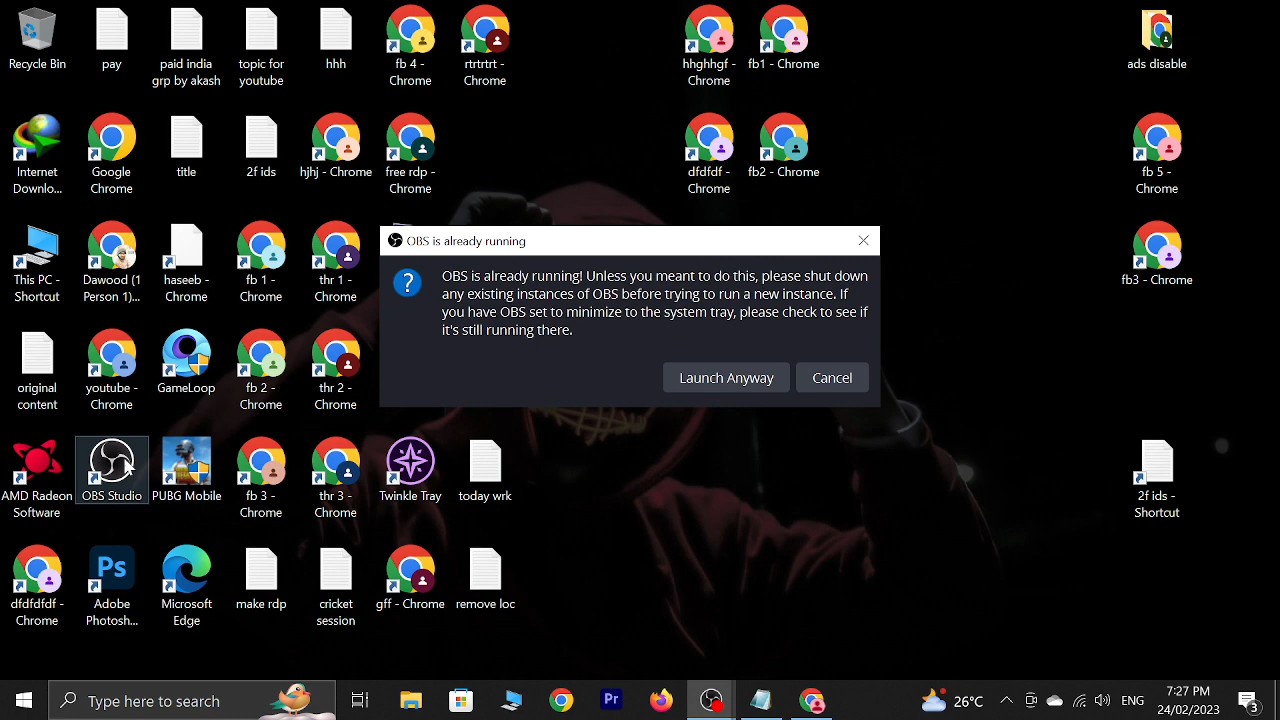 Recycle Bin
pay
paid india
grp by akash
topic for
youtube
hhh
fb 4 -
Chrome
rtrtrtrt -
Chrome
hhghhgf -
Chrome
fb1 - Chrome
ads disable
Internet
Downlo...
Google
Chrome
title
2f ids
hjhj - Chrome
free rdp -
Chrome
dfdfdf -
Chrome
fb2 - Chrome
fb 5 -
Chrome
This PC -
Shortcut
Dawood (1
Person 1)...
haseeb -
Chrome
fb 1 -
Chrome
thr 1 -
Chrome
fb3 - Chrome
OBS is already running
OBS is already running! Unless you meant to do this, please shut down
any existing instances of OBS before trying to run a new instance. If
you have OBS set to minimize to the system tray, please check to see if
it's still running there.
Launch Anyway
Cancel
original
content
youtube -
Chrome
GameLoop
fb 2 -
Chrome
thr 2 -
Chrome
AMD Radeon
Software
OBS Studio
PUBG Mobile
fb 3 -
Chrome
thr 3 -
Chrome
Twinkle Tray
today wrk
2f ids -
Shortcut
dfdfdfdf -
Chrome
Ps
Adobe
Photosh...
Microsoft
Edge
make rdp
cricket
session
gff - Chrome
remove loc
Type here to search
Pr
26°C
ENG
7:27 PM
24/02/2023
3